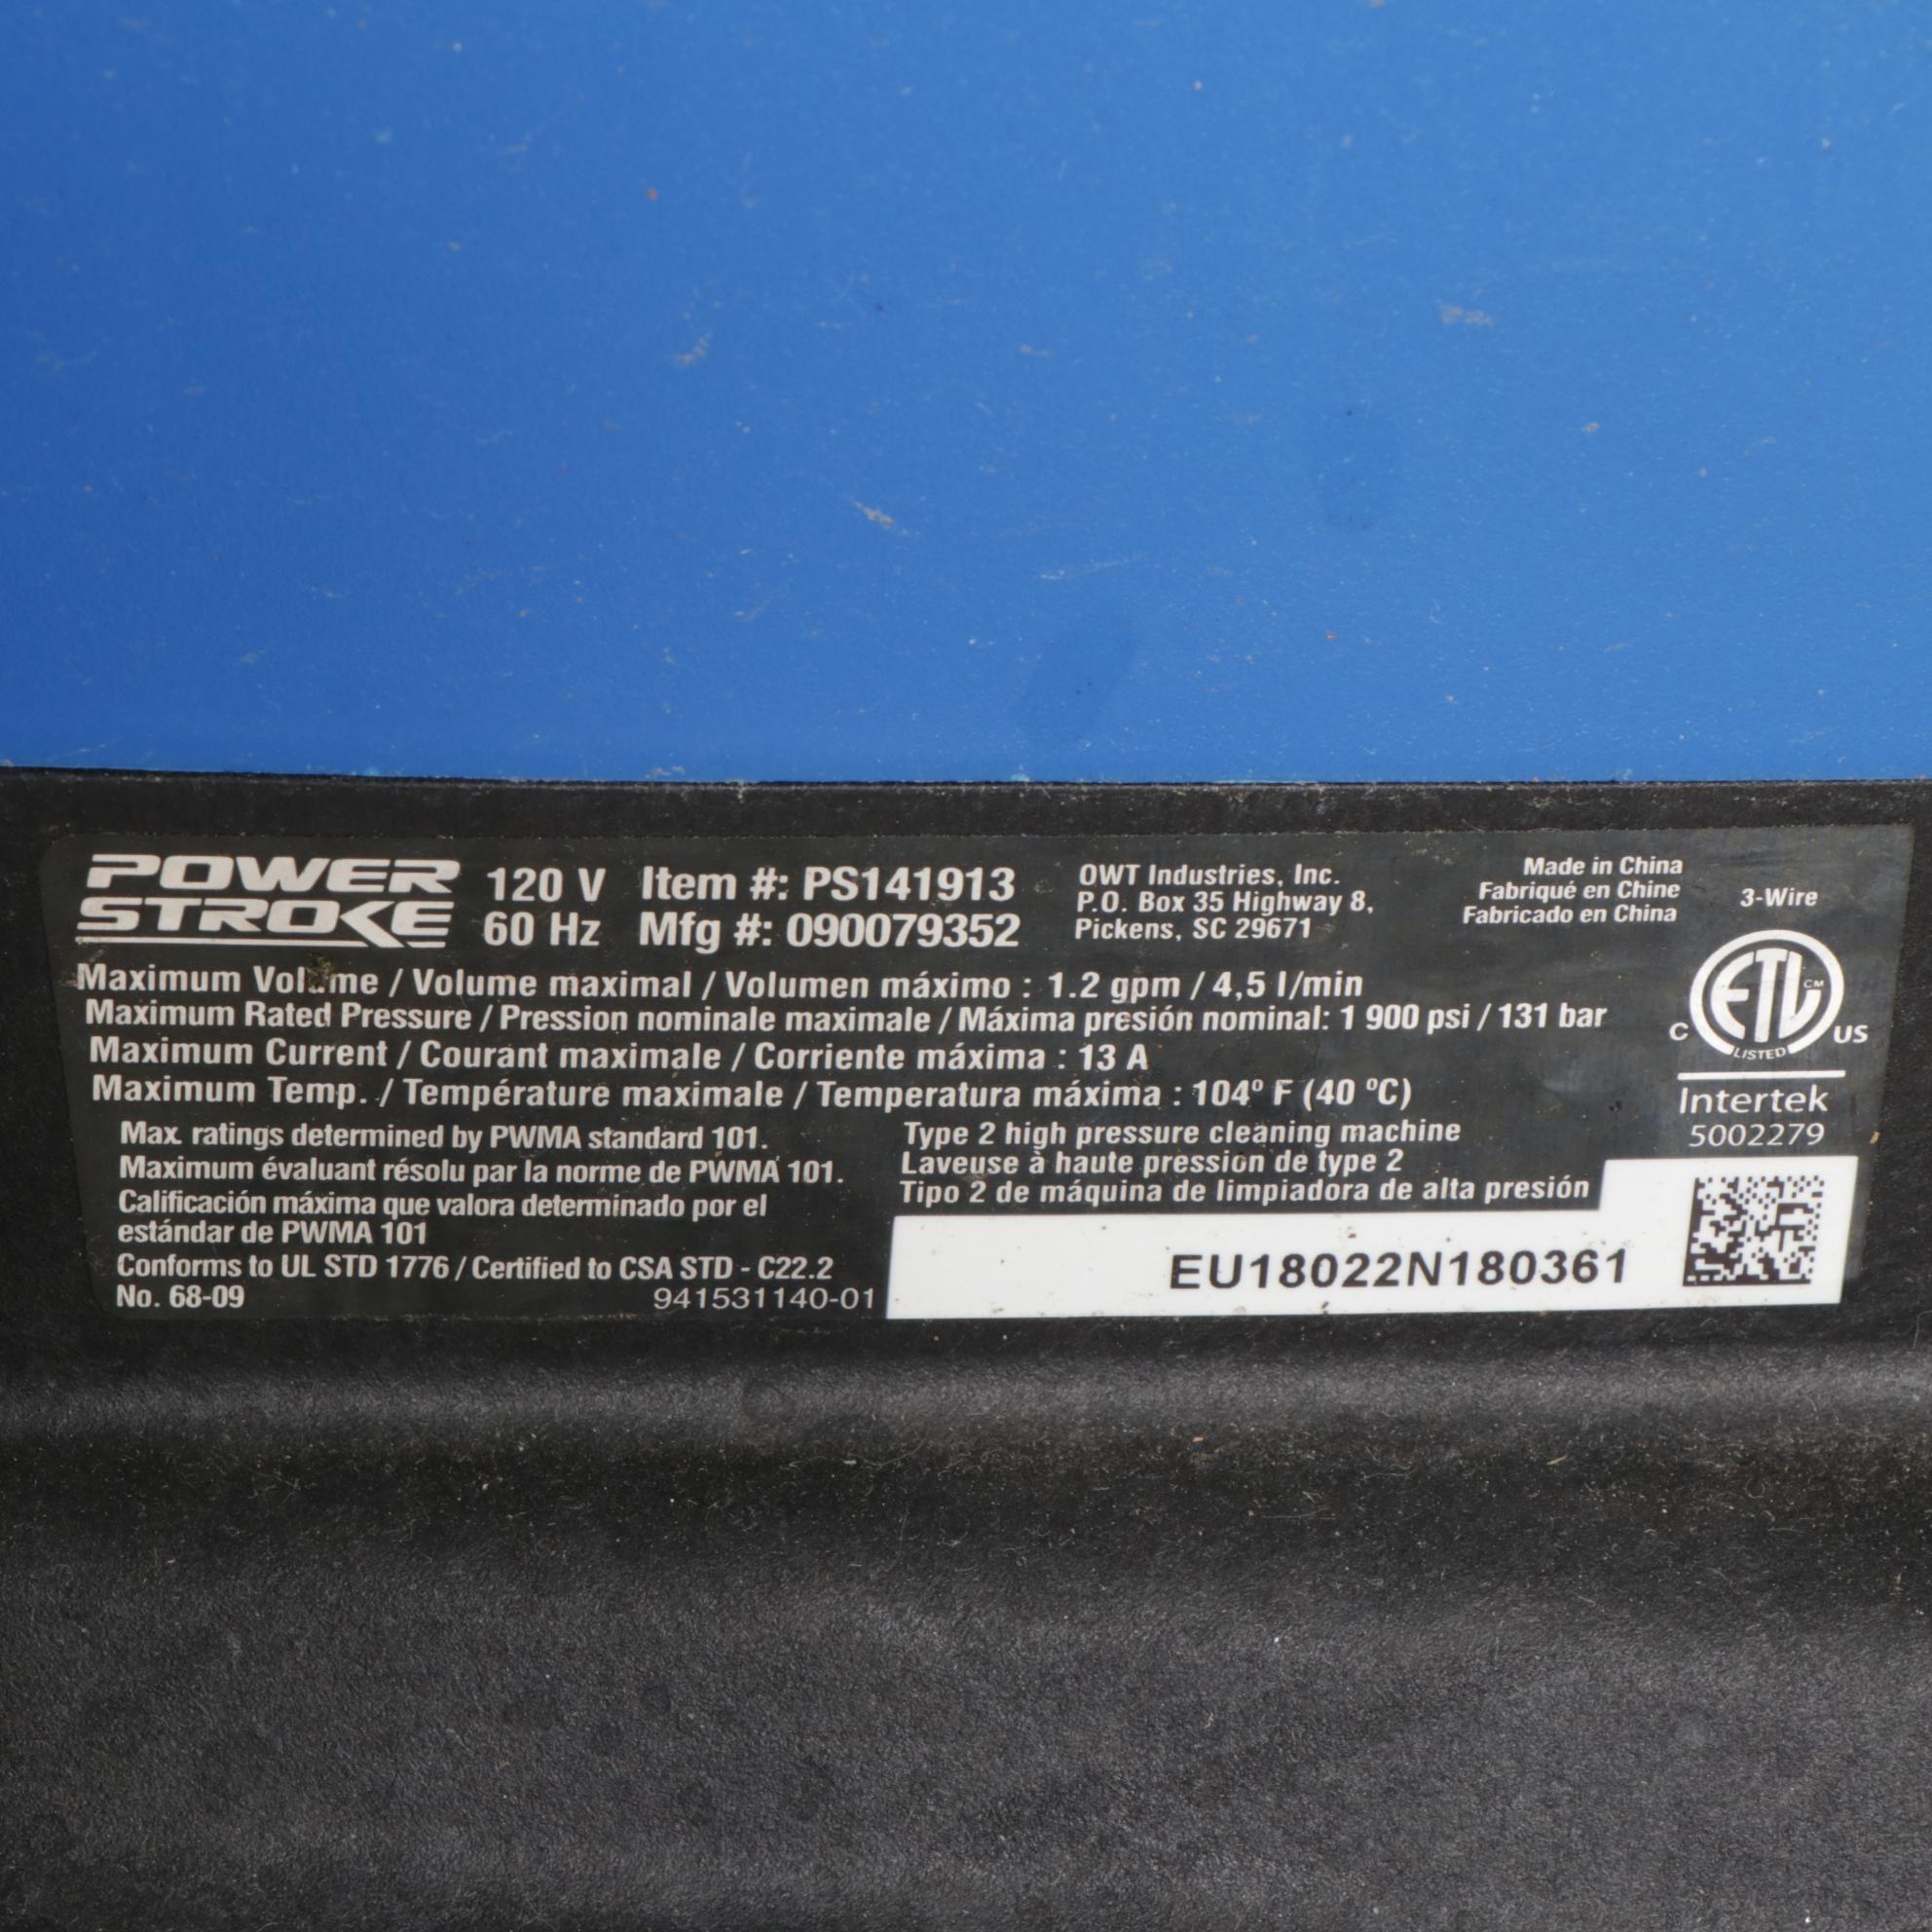 POWER STROKE
120 V Item #: PS141913
60 Hz Mfg #: 090079352
OWT Industries, Inc.
P.O. Box 35 Highway 8,
Pickens, SC 29671
Made in China
Fabriqué en Chine
Fabricado en China
3-Wire
Maximum Volume / Volume maximal / Volumen máximo : 1.2 gpm / 4,5 l/min
Maximum Rated Pressure / Pression nominale maximale / Máxima presión nominal: 1 900 psi / 131 bar
Maximum Current / Courant maximale / Corriente máxima : 13 A
Maximum Temp. / Température maximale / Temperatura máxima : 104º F (40 ºC)
C ETL CM US
LISTED
Intertek
5002279
Max. ratings determined by PWMA standard 101.
Maximum évaluant résolu par la norme de PWMA 101.
Calificación máxima que valora determinado por el
estándar de PWMA 101
Conforms to UL STD 1776 / Certified to CSA STD - C22.2
No. 68-09
941531140-01
Type 2 high pressure cleaning machine
Laveuse à haute pression de type 2
Tipo 2 de máquina de limpiadora de alta presión
EU18022N180361